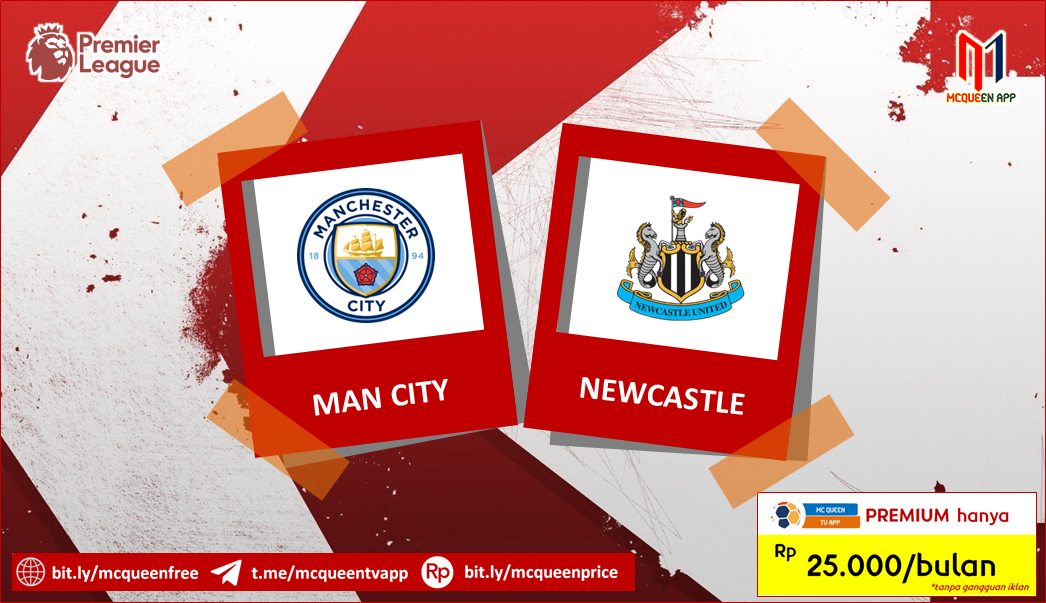 Premier
League
MCQUEEN APP
MANCHESTER
18 94
CITY
NEWCASTLE UNITED
MAN CITY
NEWCASTLE
MC QUEEN
TV APP
PREMIUM hanya
Rp 25.000/bulan
*tanpa gangguan iklan
bit.ly/mcqueenfree
t.me/mcqueentvapp
Rp
bit.ly/mcqueenprice